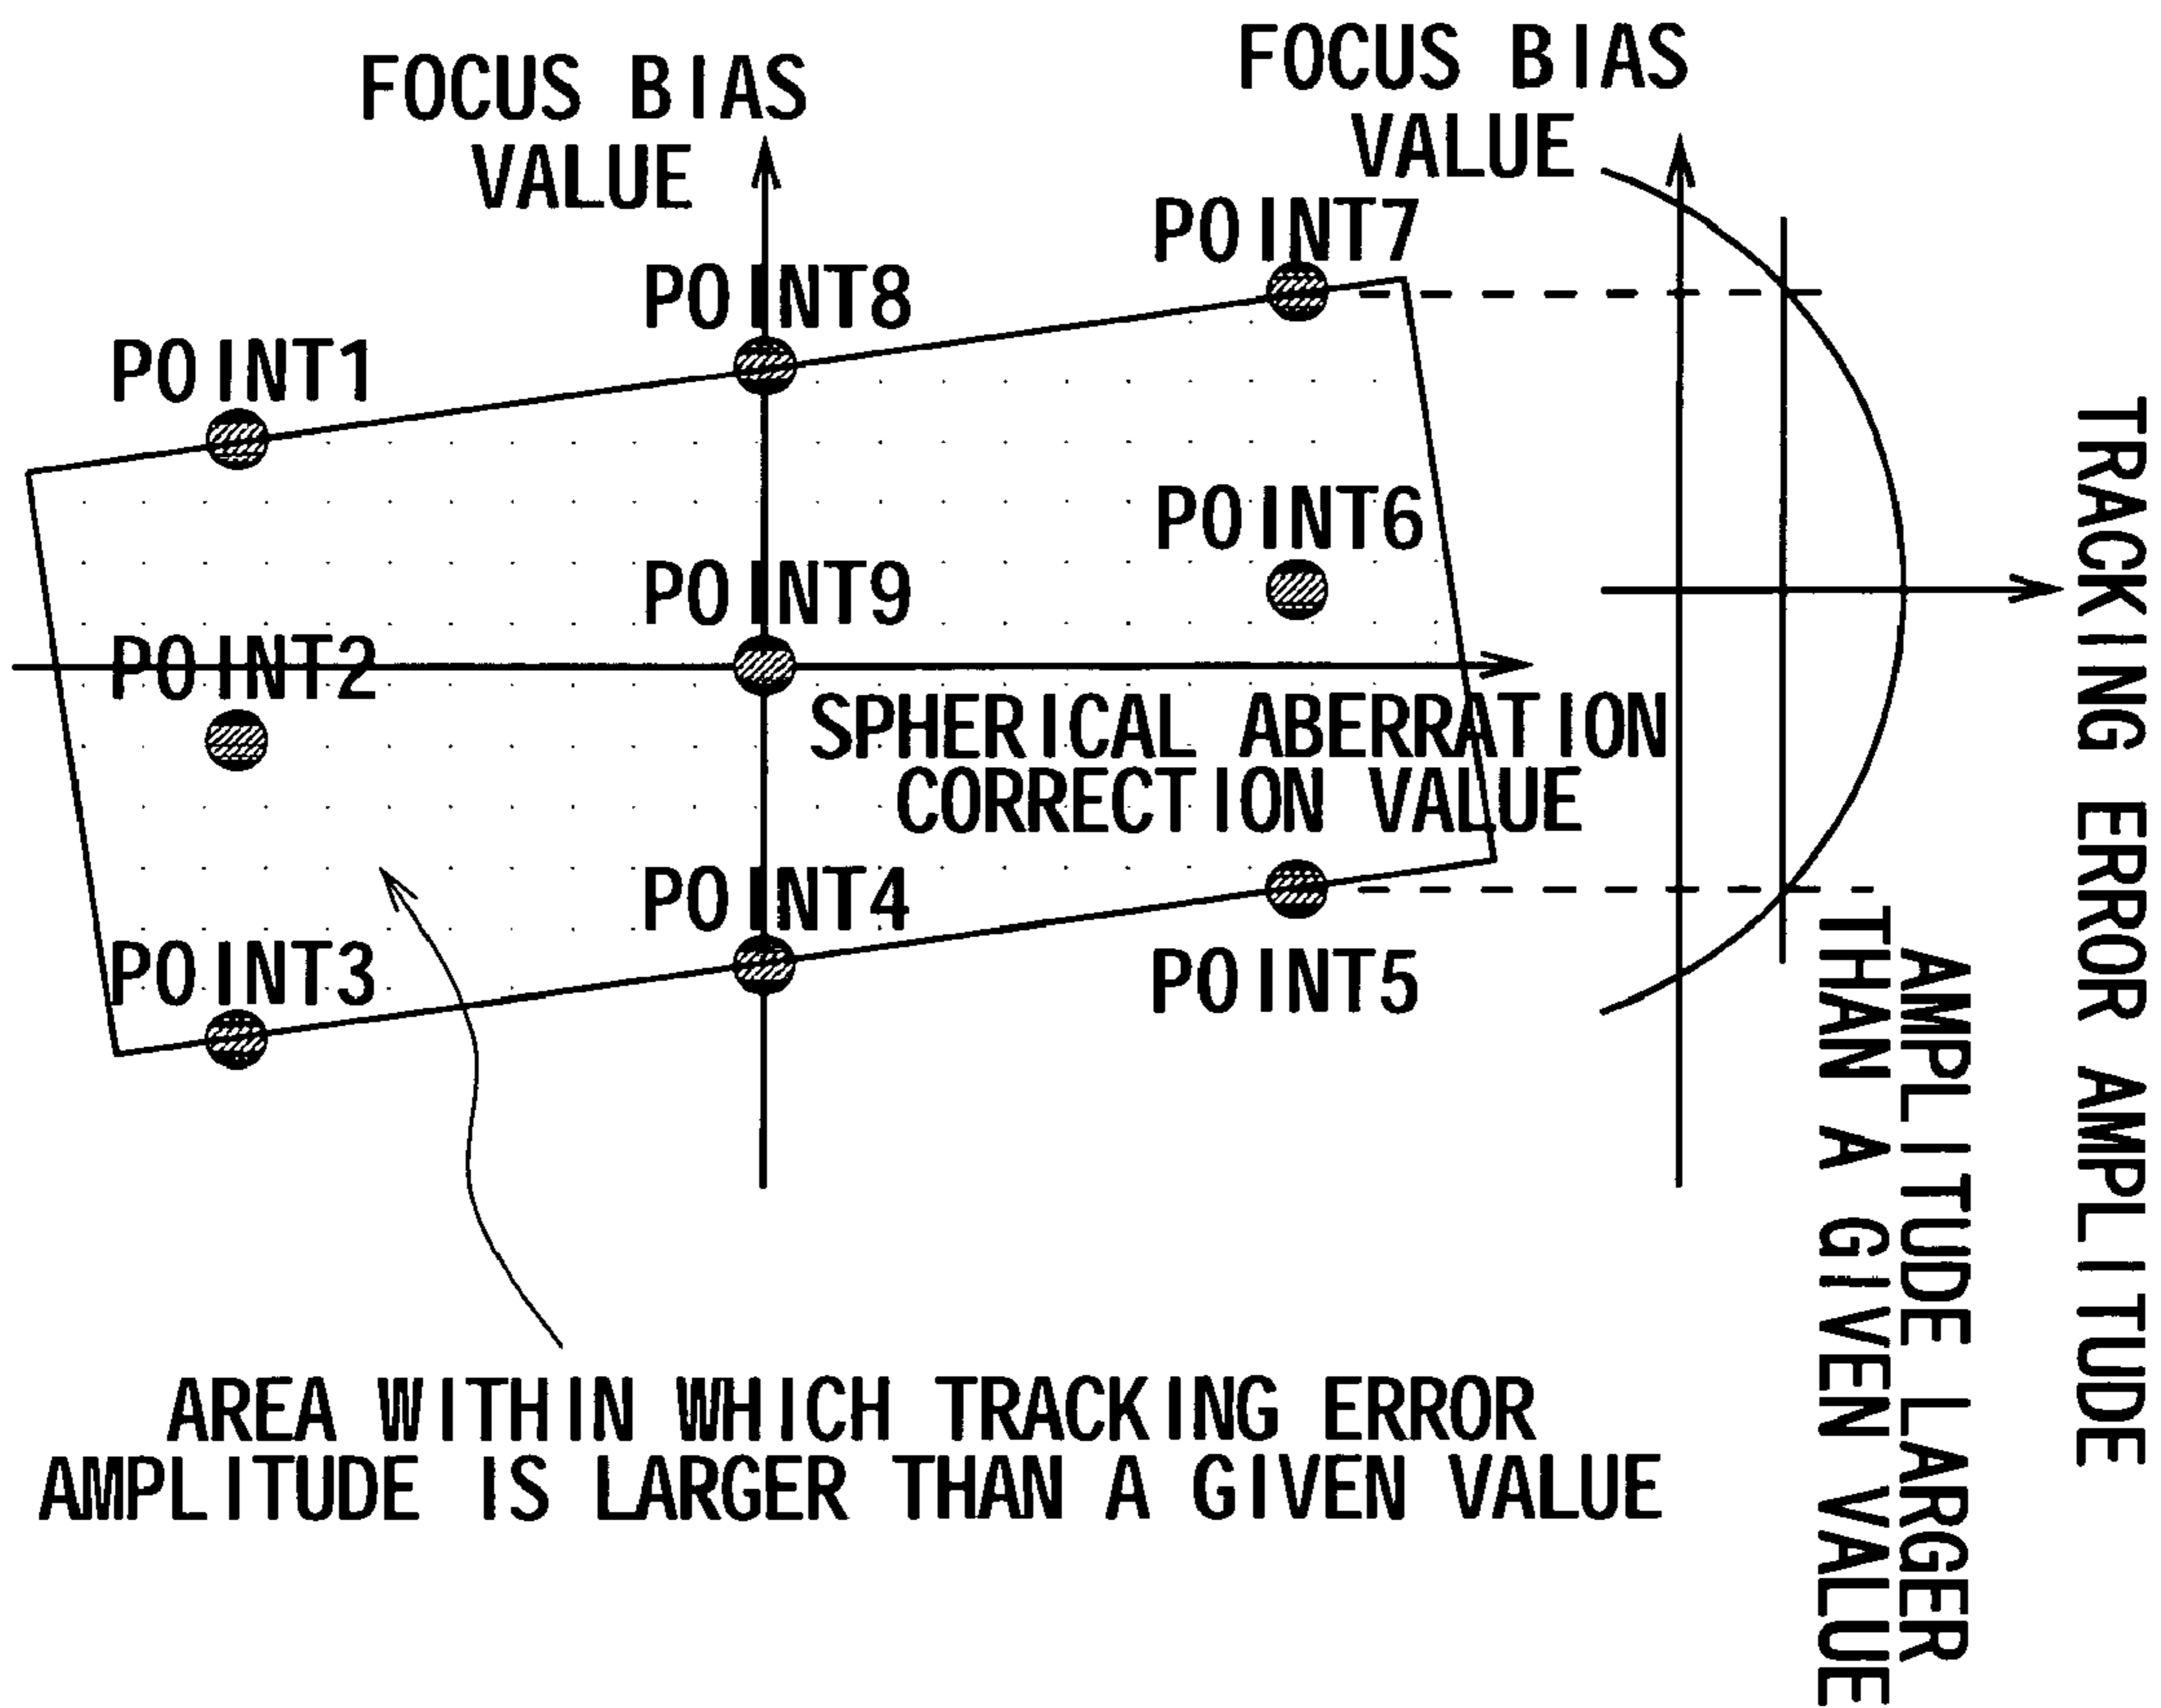 FOCUS BIAS
VALUE
FOCUS BIAS
VALUE
POINT7
POINT8
POINT1
POINT6
POINT9
POINT2
SPHERICAL ABERRATION
CORRECTION VALUE
POINT4
POINT3
POINT5
TRACKING ERROR AMPLITUDE
AMPLITUDE LARGER
THAN A GIVEN VALUE
AREA WITHIN WHICH TRACKING ERROR
AMPLITUDE IS LARGER THAN A GIVEN VALUE